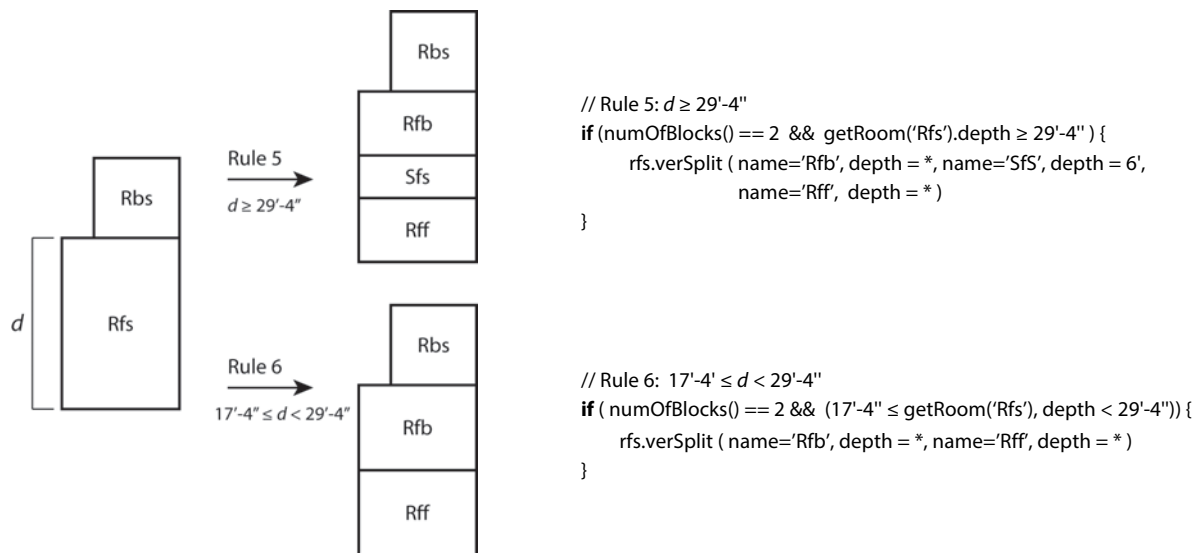 Rbs
Rfs
d
Rule 5
d ≥ 29'-4"
Rbs
Rfb
Sfs
Rff
// Rule 5: d ≥ 29'-4"
if (numOfBlocks() == 2 && getRoom('Rfs').depth ≥ 29'-4" ) {
rfs.verSplit ( name='Rfb', depth = *, name='SfS', depth = 6',
name='Rff', depth = * )
}
Rule 6
17'-4" ≤ d < 29'-4"
Rbs
Rfb
Rff
// Rule 6: 17'-4' ≤ d < 29'-4"
if ( numOfBlocks() == 2 && (17'-4" ≤ getRoom('Rfs'), depth < 29'-4")) {
rfs.verSplit ( name='Rfb', depth = *, name='Rff', depth = * )
}